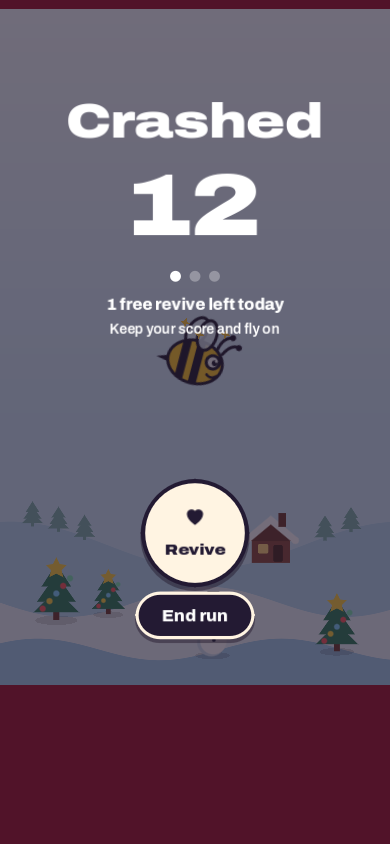 Crashed
12
1 free revive left today
Keep your score and fly on
Revive
End run